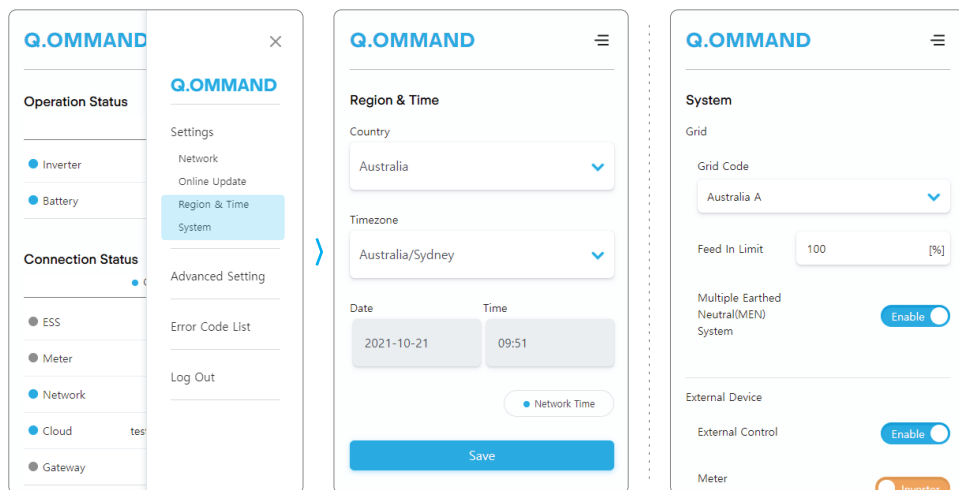 Q.OMMAND
Operation Status
Inverter
Battery
Connection Status
ESS
Meter
Network
Cloud
Gateway
Q.OMMAND
Settings
Network
Online Update
Region & Time
System
Advanced Setting
Error Code List
Log Out
Q.OMMAND
Region & Time
Country
Australia
Timezone
Australia/Sydney
Date Time
2021-10-21 09:51
Network Time
Save
Q.OMMAND
System
Grid
Grid Code
Australia A
Feed In Limit 100 [%]
Multiple Earthed
Neutral(MEN) Enable
System
External Device
External Control Enable
Meter
Inverter